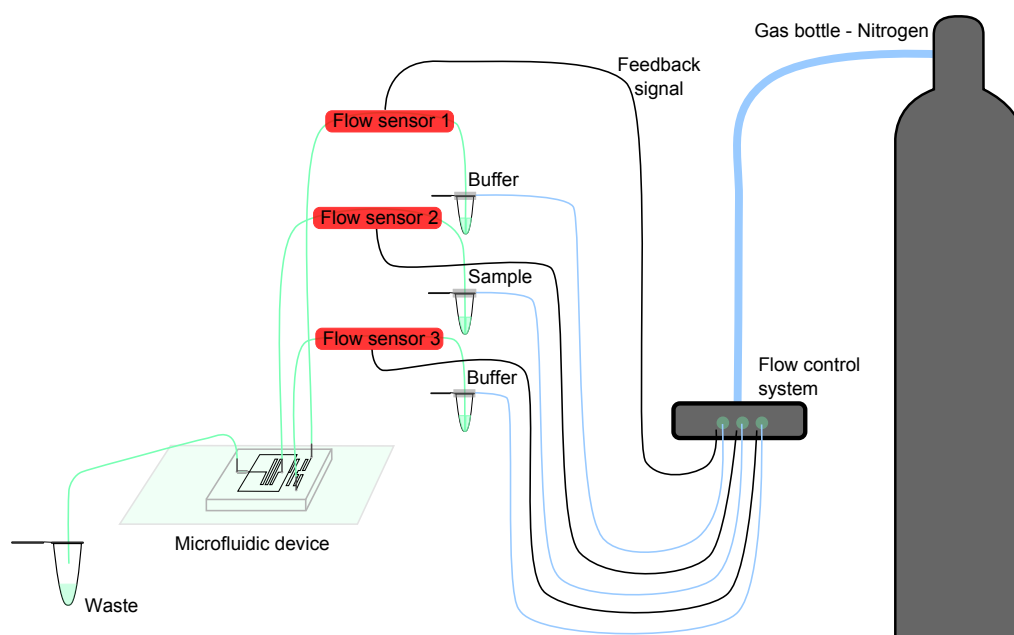 Gas bottle - Nitrogen
Feedback
signal
Flow sensor 1
Buffer
Flow sensor 2
Sample
Flow sensor 3
Flow control
system
Buffer
Microfluidic device
Waste